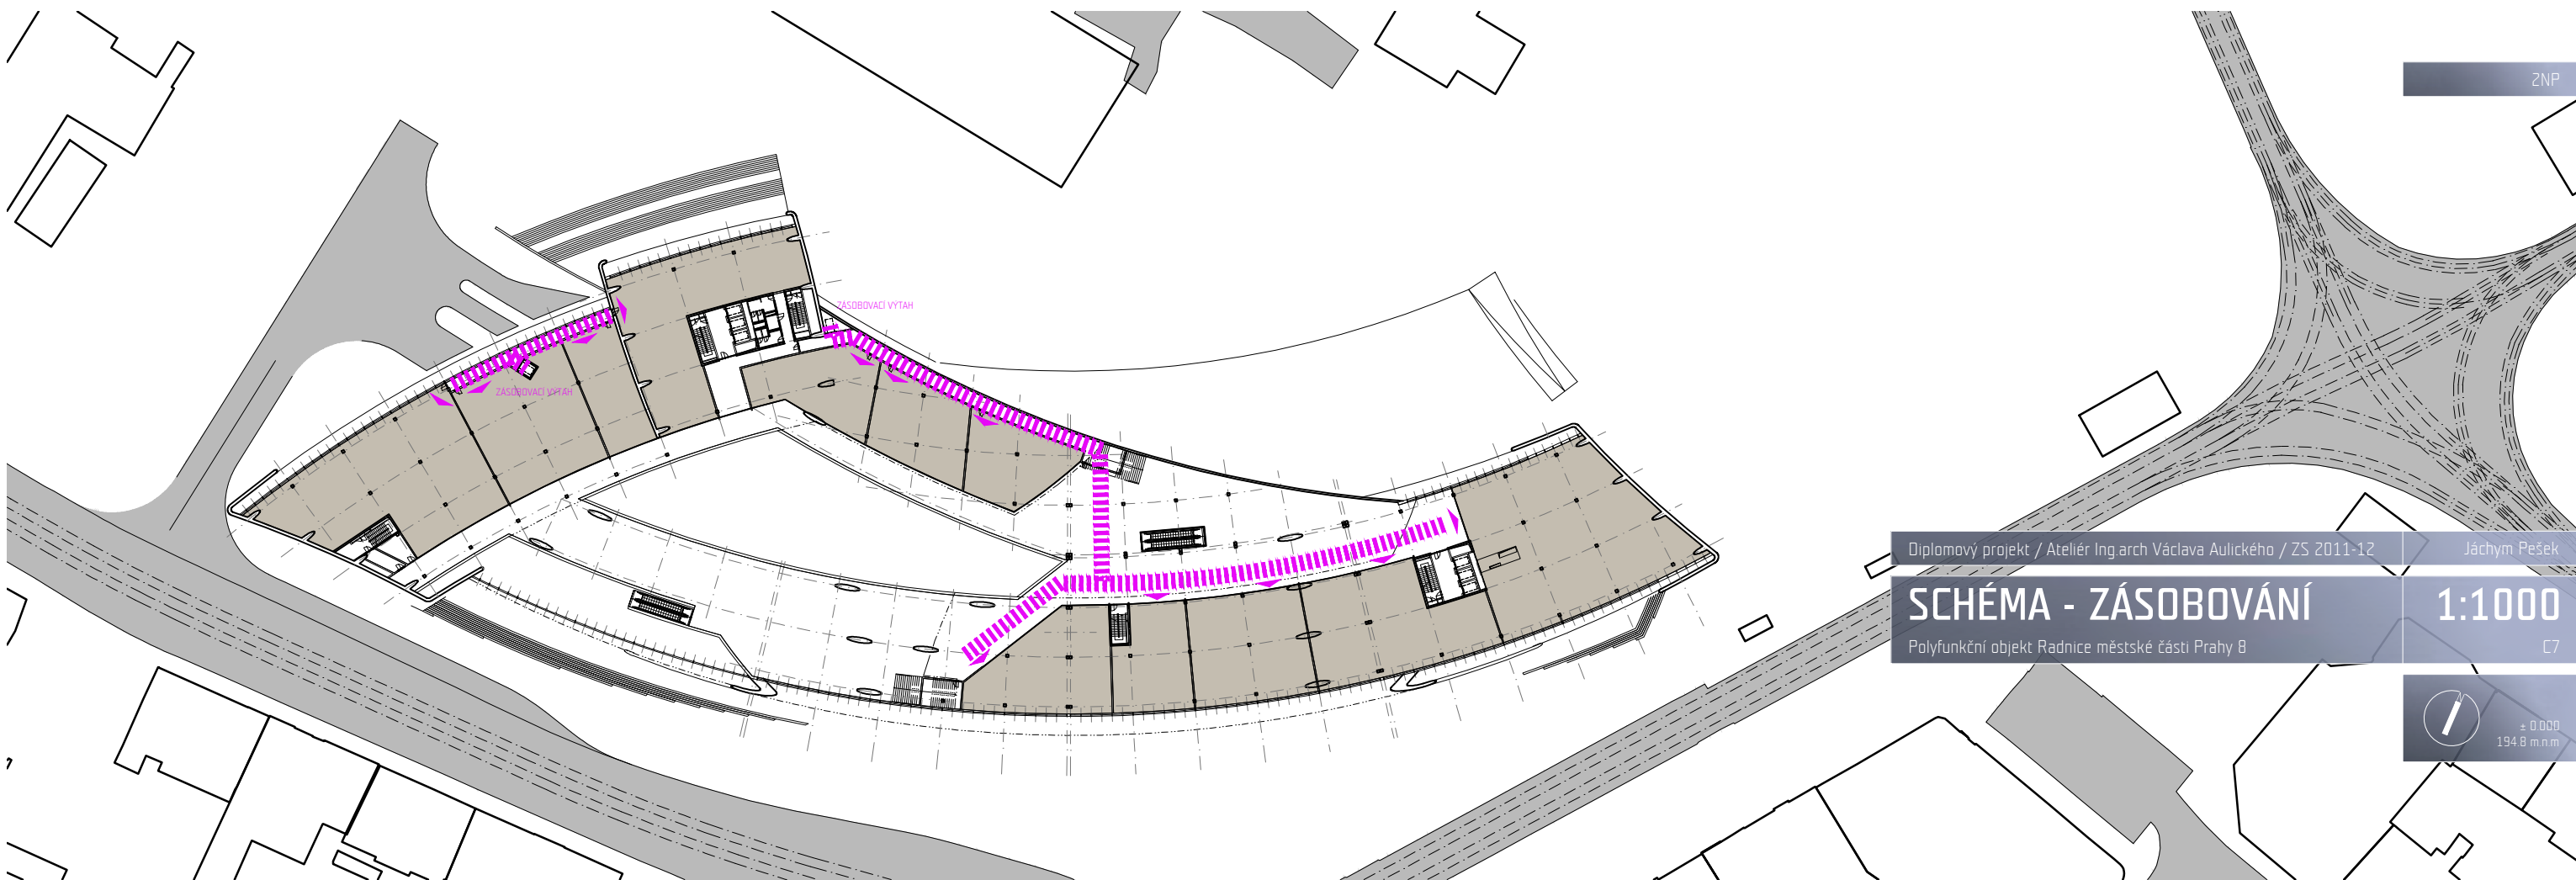 2NP
ZÁSOBOVACÍ VÝTAH
ZÁSOBOVACÍ VÝTAH
Diplomový projekt / Ateliér Ing.arch Václava Aulického / ZS 2011-12
Jáchym Pešek
SCHÉMA - ZÁSOBOVÁNÍ
1:1000
Polyfunkční objekt Radnice městské části Prahy 8
C7
± 0.000
194.8 m.n.m